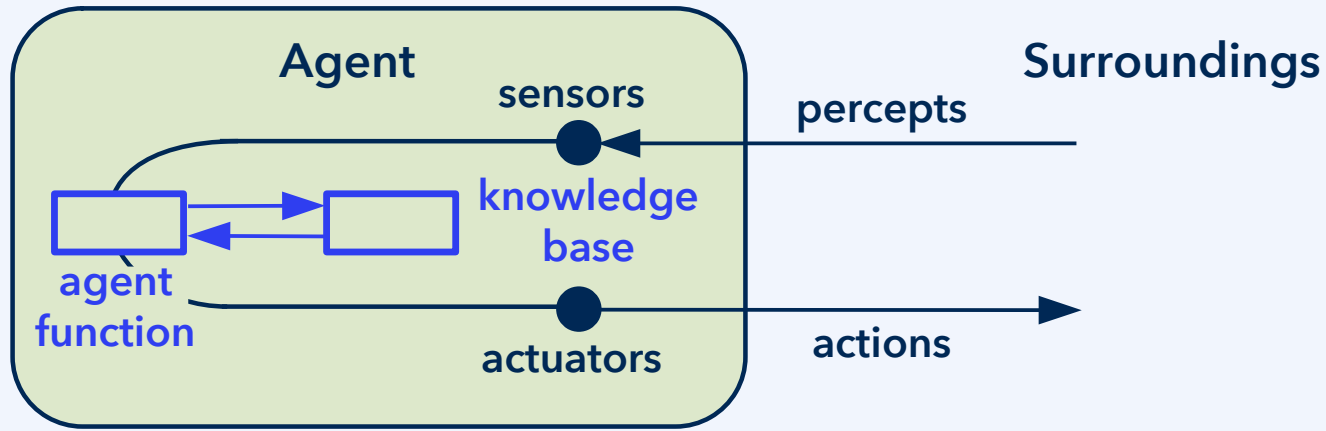 Agent
Surroundings
sensors
percepts
knowledge
base
agent
function
actuators
actions